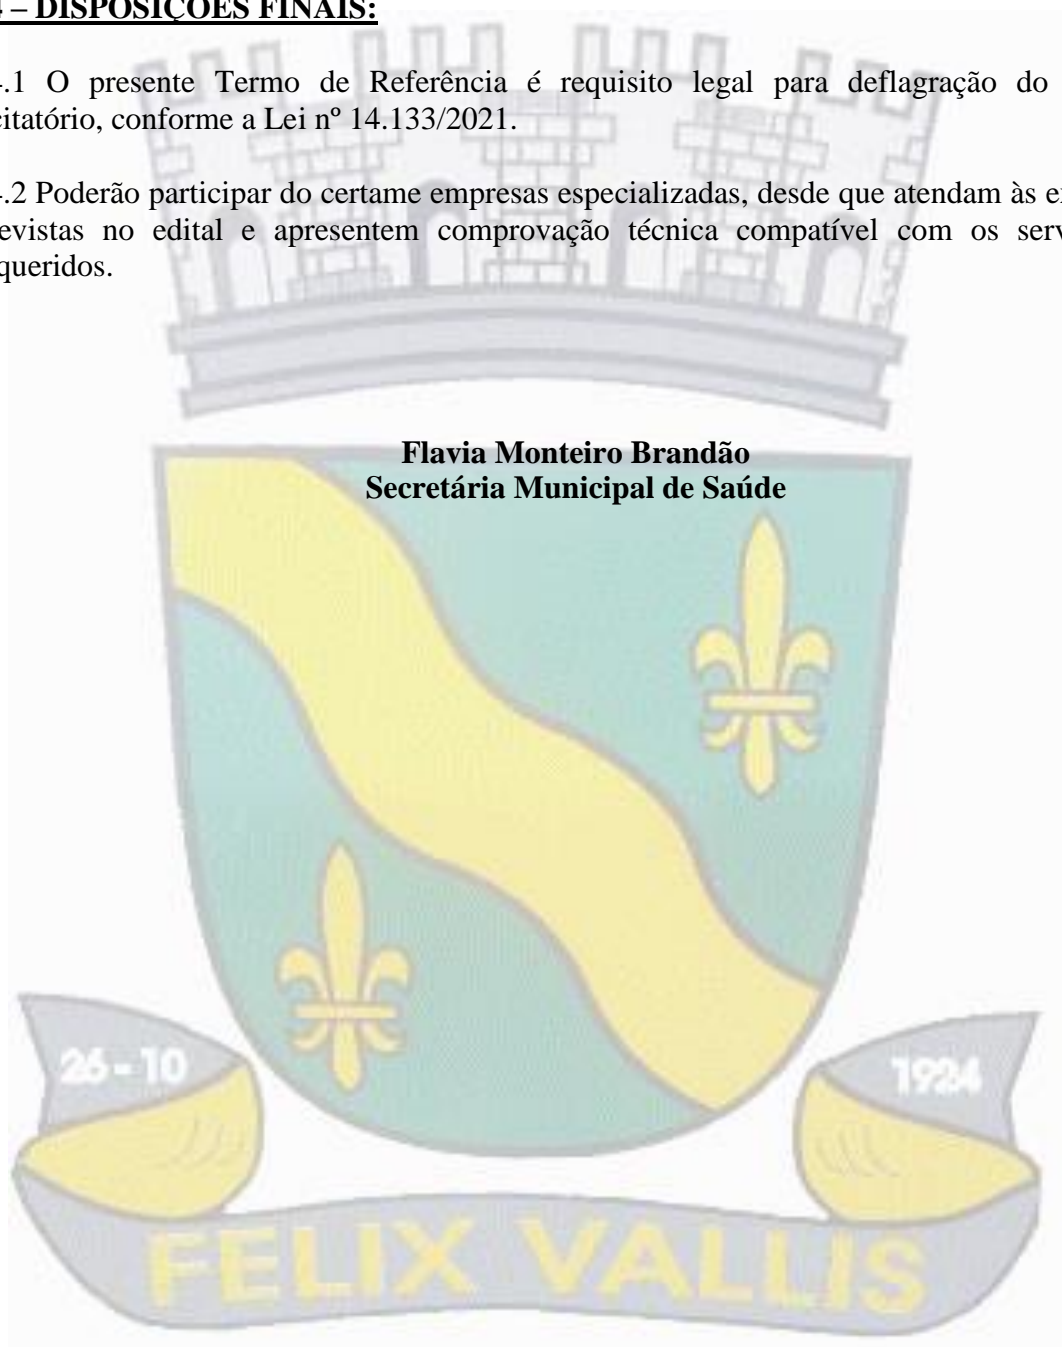 4 – DISPOSIÇÕES FINAIS:
.1 O presente Termo de Referência é requisito legal para deflagração do
citatório, conforme a Lei nº 14.133/2021.
.2 Poderão participar do certame empresas especializadas, desde que atendam às e
evistas no edital e apresentem comprovação técnica compatível com os serv
queridos.
Flavia Monteiro Brandão
Secretária Municipal de Saúde
26 - 10
1924
FELIX VALLIS